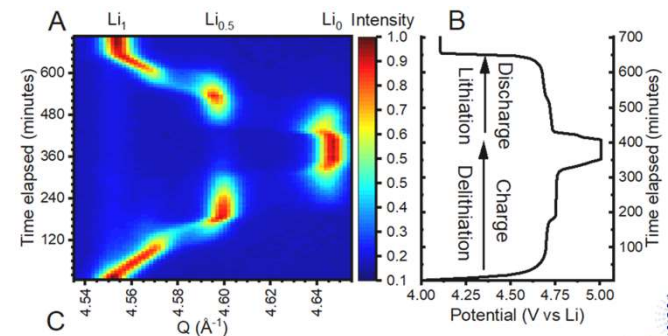 A
Li1
Li0.5
Li0
Intensity
B
Time elapsed (minutes)
600
480
360
240
120
4.54
4.56
4.58
4.60
4.62
4.64
Q (Å-1)
1.0
0.9
0.8
0.7
0.6
0.5
0.4
0.3
0.2
0.1
Discharge
Lithiation
Charge
Delithiation
700
600
500
400
300
200
100
Time elapsed (minutes)
4.00
4.25
4.50
4.75
5.00
Potential (V vs Li)
C